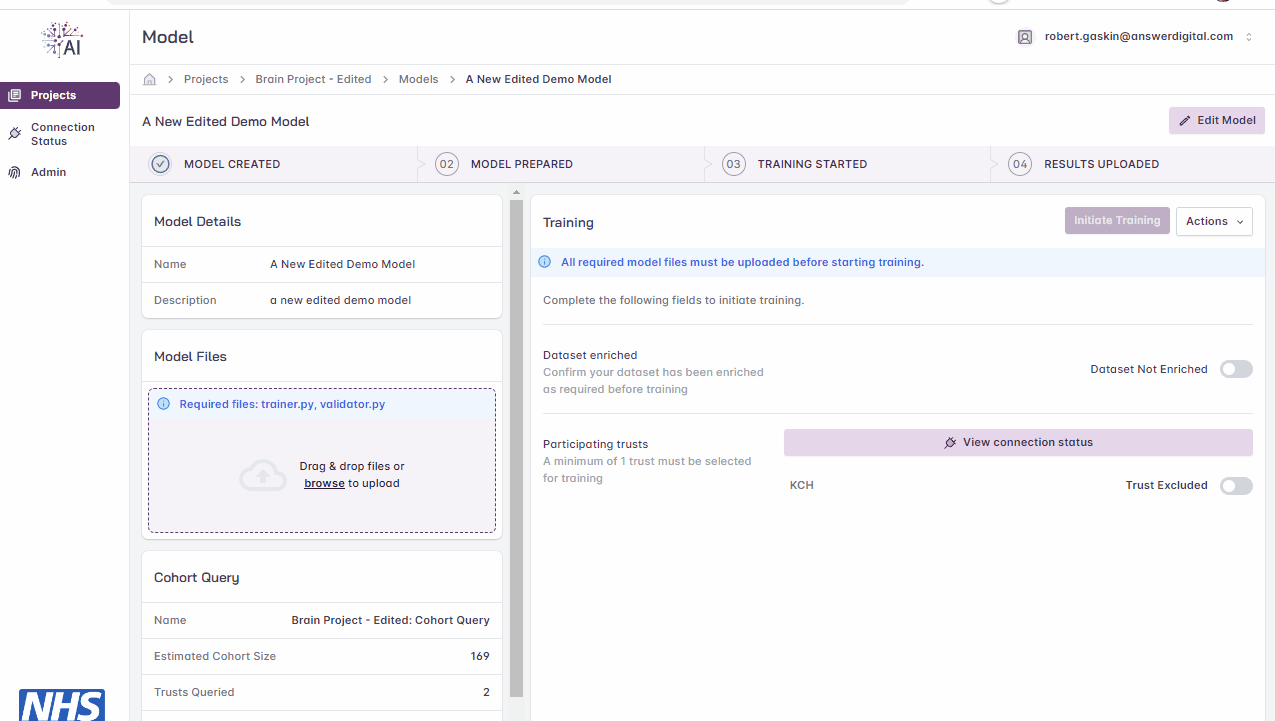 AI
Model
robert.gaskin@answerdigital.com
Projects
Connection
Status
Admin
Projects
Brain Project - Edited
Models
A New Edited Demo Model
A New Edited Demo Model
Edit Model
MODEL CREATED
02
MODEL PREPARED
03
TRAINING STARTED
04
RESULTS UPLOADED
Model Details
Name
A New Edited Demo Model
Description
a new edited demo model
Model Files
Required files: trainer.py, validator.py
Drag & drop files or
browse to upload
Cohort Query
Name
Brain Project - Edited: Cohort Query
Estimated Cohort Size
169
Trusts Queried
2
Training
Initiate Training
Actions
All required model files must be uploaded before starting training.
Complete the following fields to initiate training.
Dataset enriched
Confirm your dataset has been enriched
as required before training
Dataset Not Enriched
Participating trusts
A minimum of 1 trust must be selected
for training
View connection status
KCH
Trust Excluded
NHS